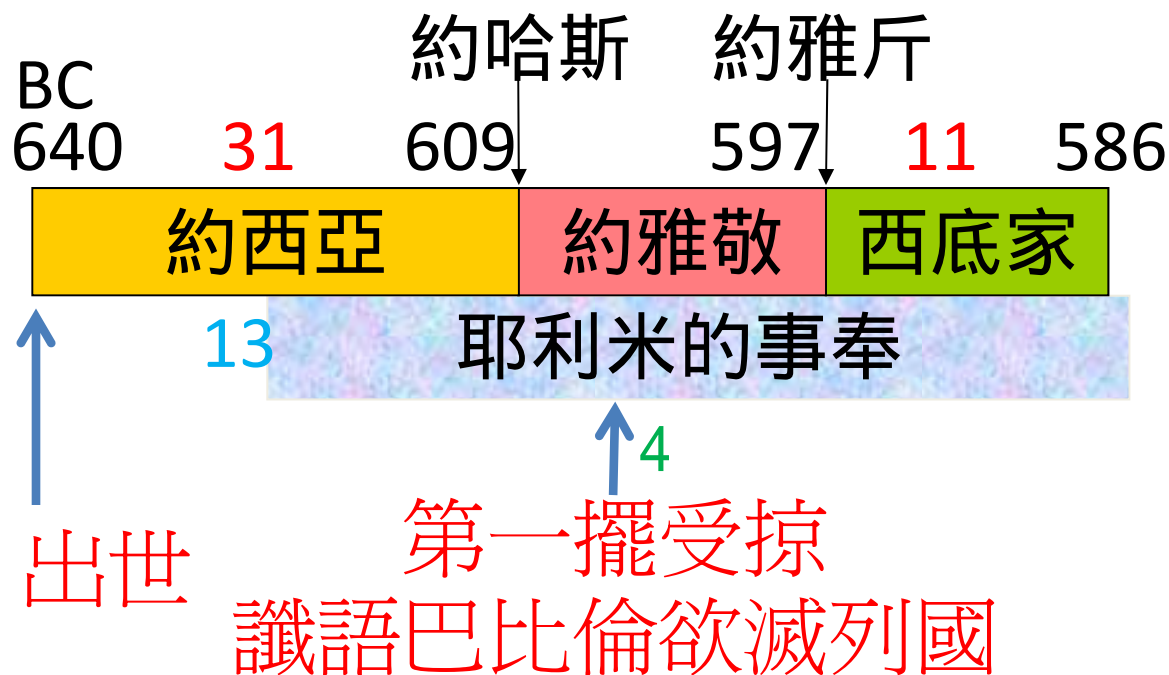 約哈斯 約雅斤
BC
640 31 609 597 11 586
約西亞 約雅敬 西底家
13 耶利米的事奉
4
出世 第一擺受掠
讖語巴比倫欲滅列國